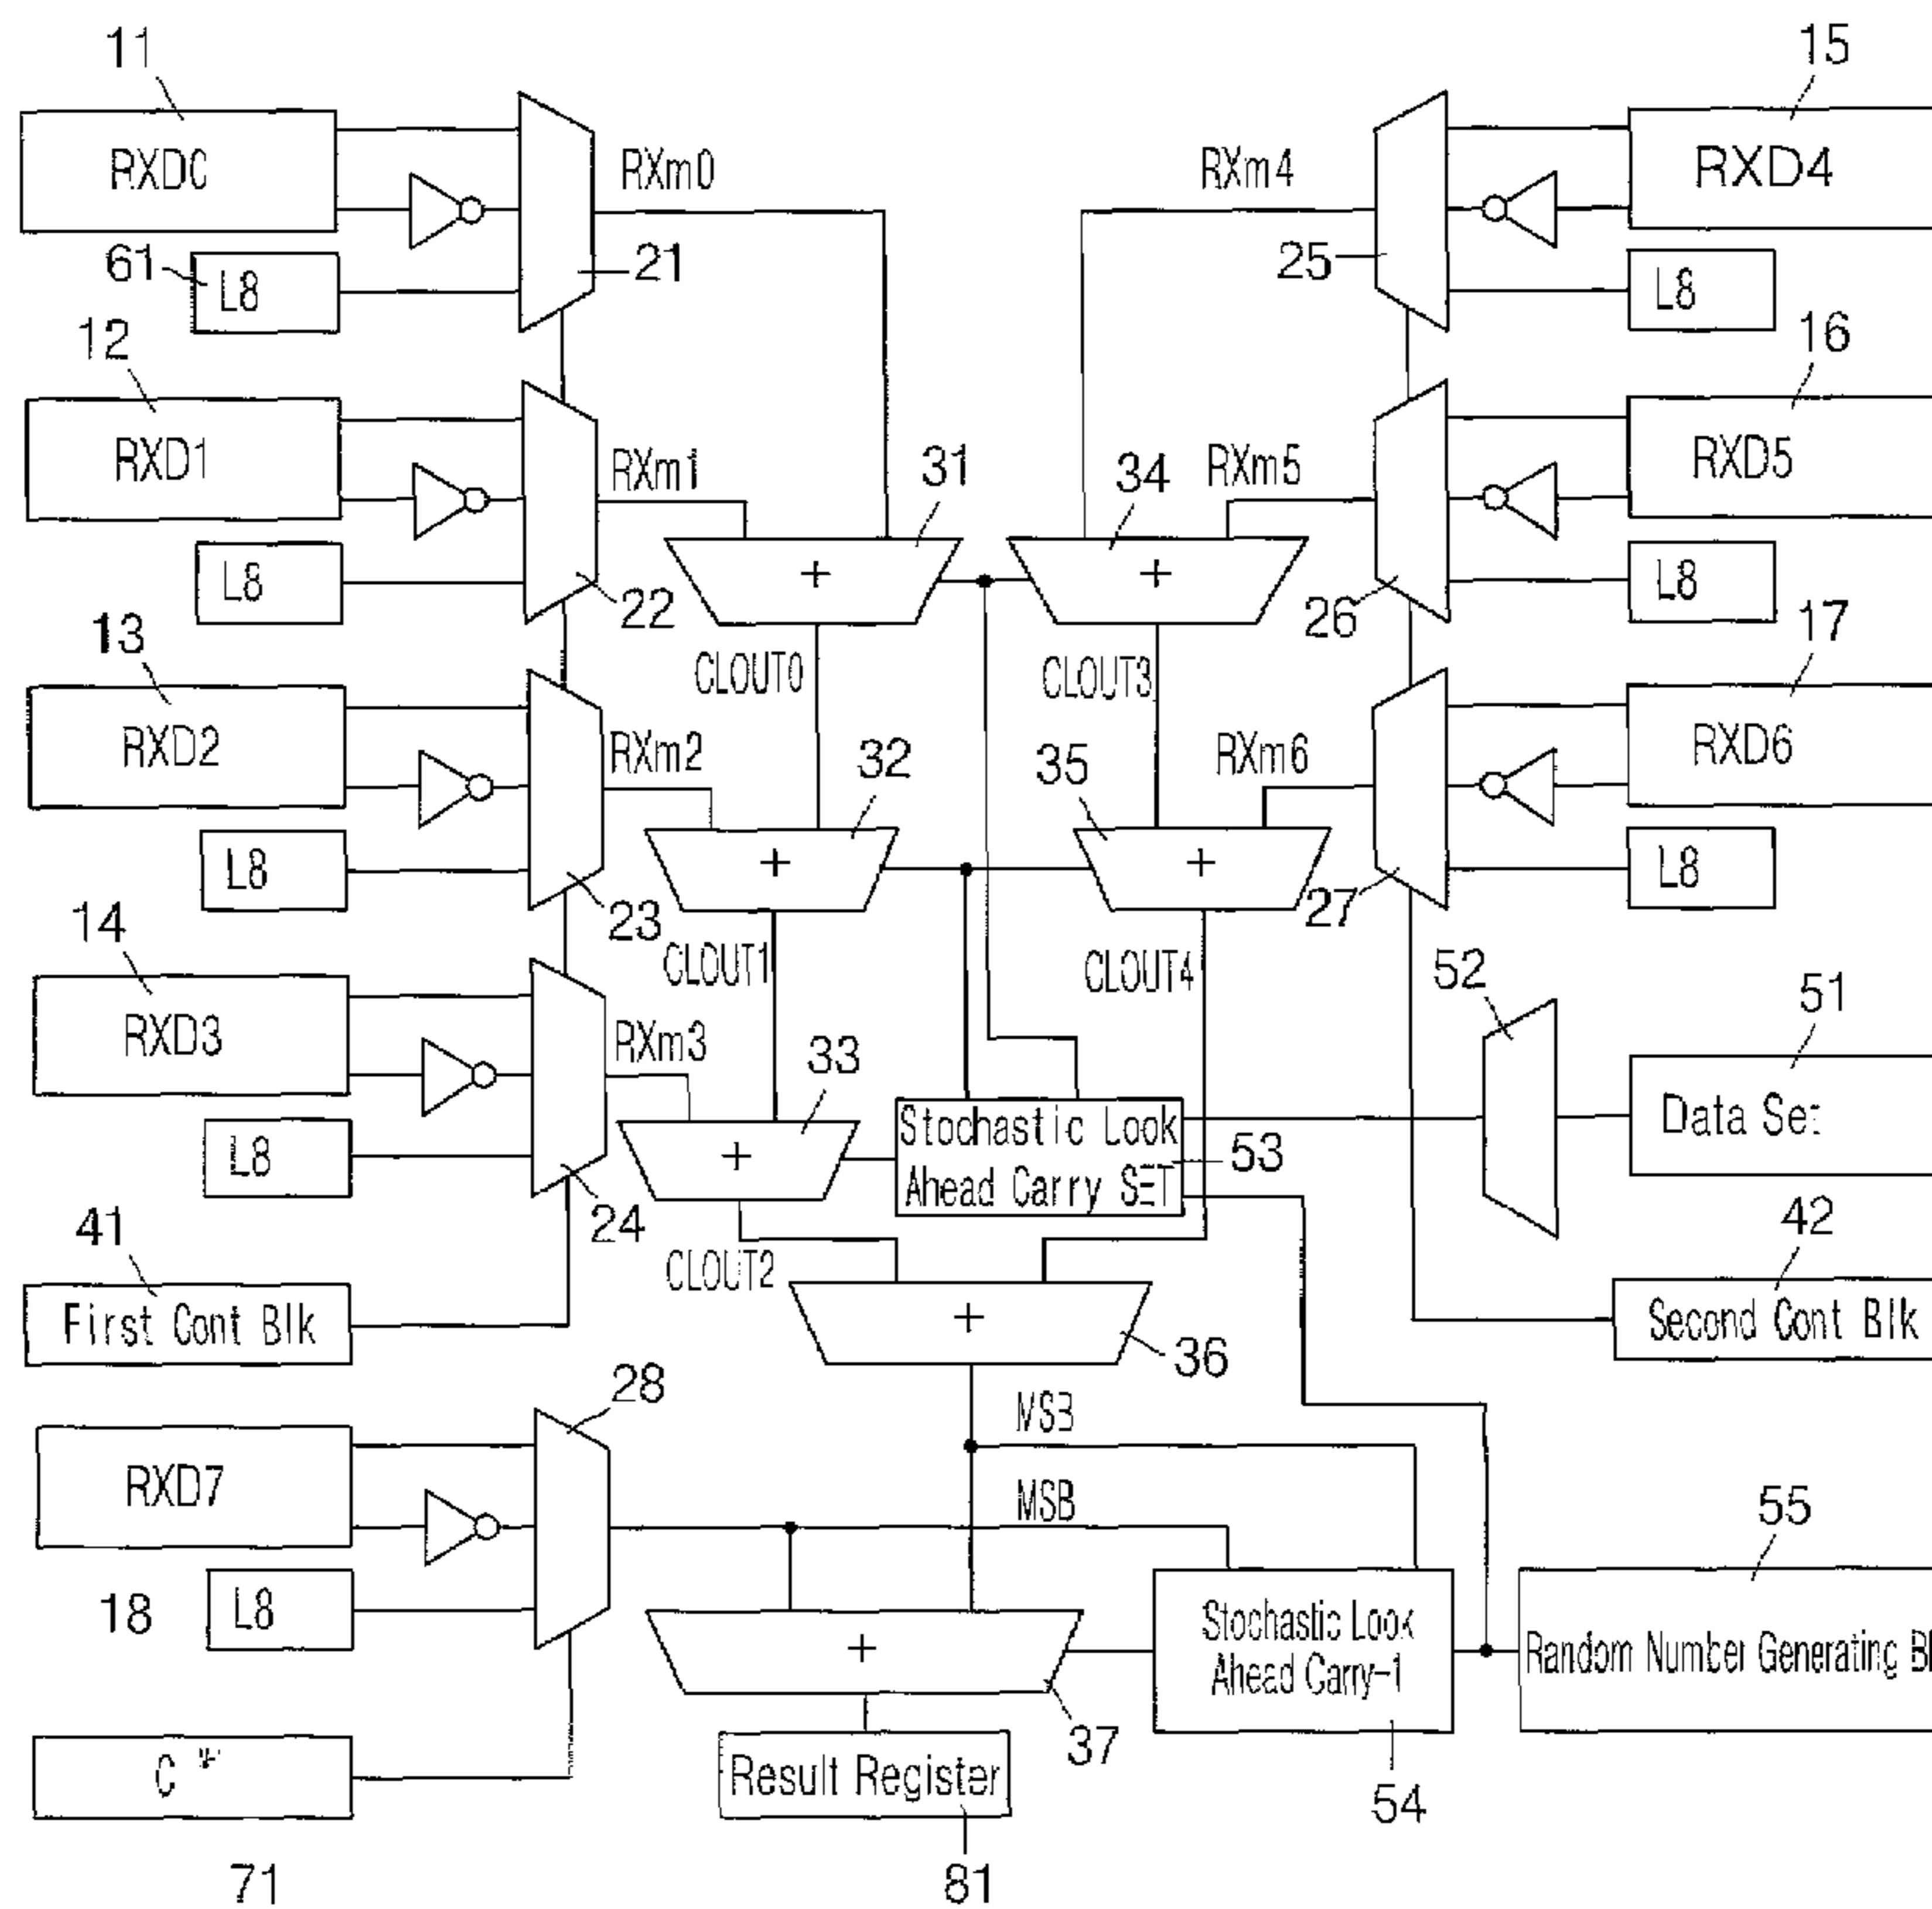 11
15
RXD0
RXm0
RXm4
RXD4
61
L8
21
25
L8
12
16
RXD1
RXm1
31
34
RXm5
RXD5
+
+
L8
22
26
L8
13
17
CLOUT0
CLOUT3
RXD2
RXm2
32
35
RXm6
RXD6
+
+
L8
23
27
L8
14
CLOUT1
CLOUT4
52
51
RXD3
RXm3
33
Stochastic Look
Ahead Carry SET
53
Data Set
L8
+
24
41
42
CLOUT2
First Cont Blk
+
36
Second Cont Blk
28
MSB
RXD7
MSB
55
18
L8
+
Stochastic Look
Ahead Carry-1
Random Number Generating
37
C
Result Register
54
71
81